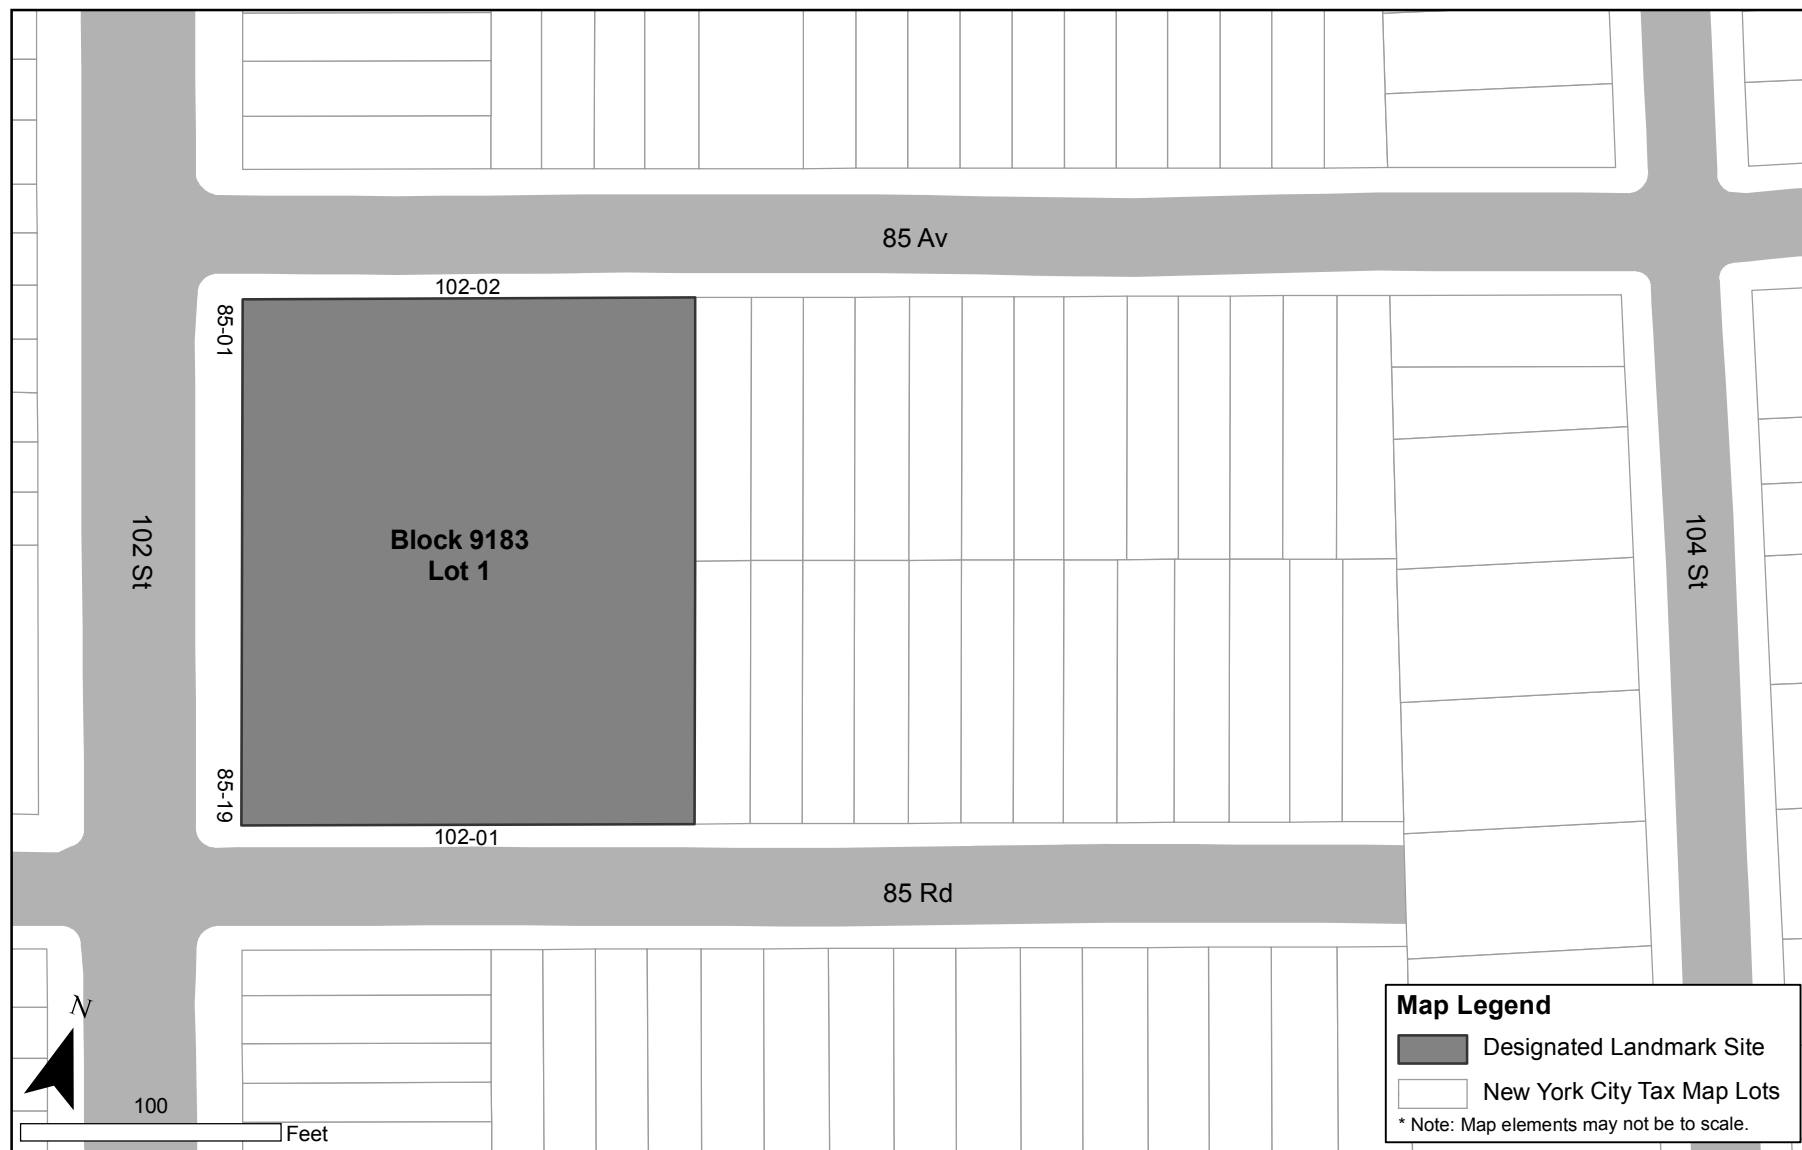 85 Av
102-02
85-01
102 St
Block 9183
Lot 1
104 St
85-19
102-01
85 Rd
N
100
Feet
Map Legend
Designated Landmark Site
New York City Tax Map Lots
* Note: Map elements may not be to scale.